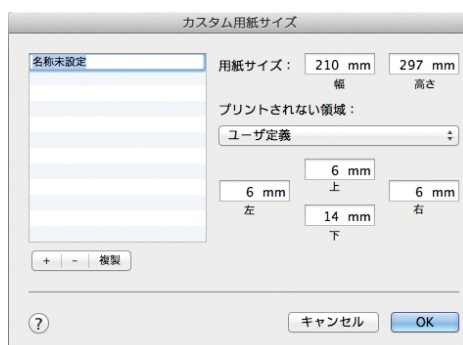 カスタム用紙サイズ
名称未設定
用紙サイズ： 210 mm 297 mm
幅 高さ
プリントされない領域：
ユーザ定義
6 mm
上
6 mm 6 mm
左 右
14 mm
下
+ - 複製
? キャンセル OK